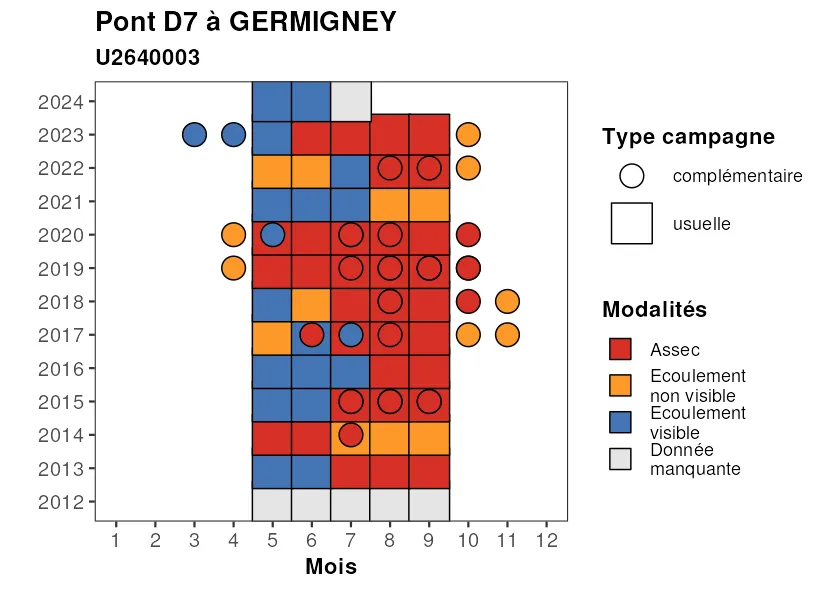 Pont D7 à GERMIGNEY
U2640003
2024
2023
2022
2021
2020
2019
2018
2017
2016
2015
2014
2013
2012
1 2 3 4 5 6 7 8 9 10 11 12
Mois
Type campagne
complémentaire
usuelle
Modalités
Assec
Ecoulement
non visible
Ecoulement
visible
Donnée
manquante